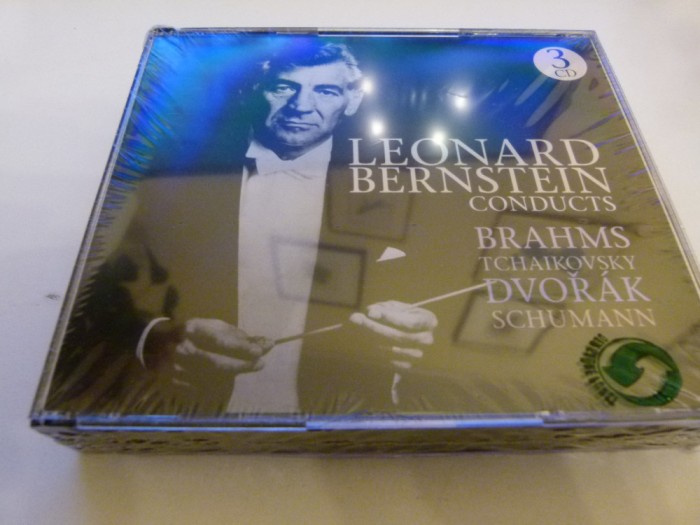 3
CD
LEONARD
BERNSTEIN
CONDUCTS
BRAHMS
TCHAIKOVSKY
DVOŘÁK
SCHUMANN